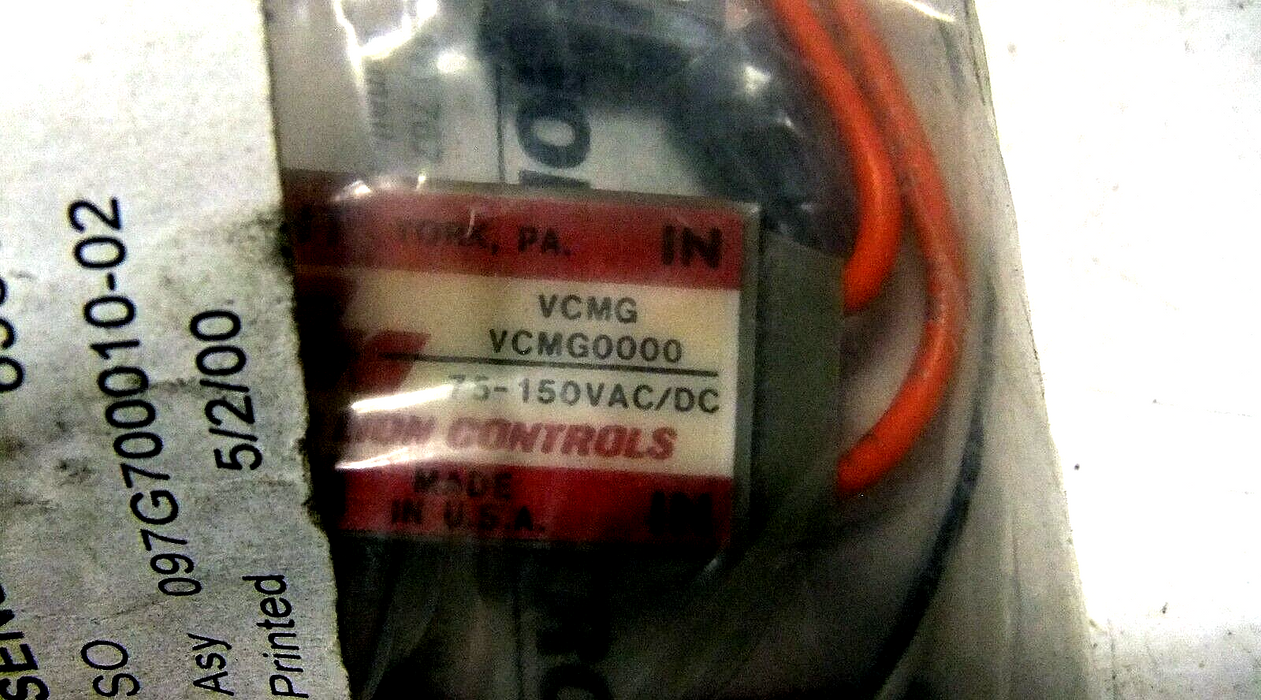 YORK, PA. IN
VCMG
VCMG0000
75-150VAC/DC
CONTROLS
MADE IN
IN U.S.A.
SO
Asy 097G700010-02
Printed 5/2/00